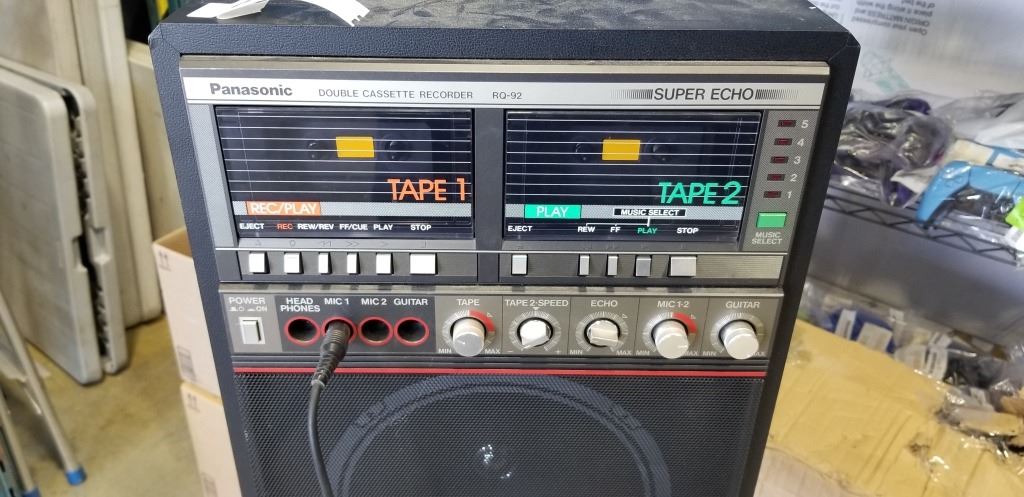 Panasonic DOUBLE CASSETTE RECORDER RQ-92 SUPER ECHO
5
4
3
2
1
TAPE 1
REC/PLAY
EJECT REC REW/REV FF/CUE PLAY STOP
TAPE 2
PLAY MUSIC SELECT
EJECT REW FF PLAY STOP
MUSIC
SELECT
POWER
ON
HEAD
PHONES MIC 1 MIC 2 GUITAR
TAPE TAPE 2-SPEED ECHO MIC 1-2 GUITAR
MIN MAX - + MIN MAX MIN MAX MIN MAX